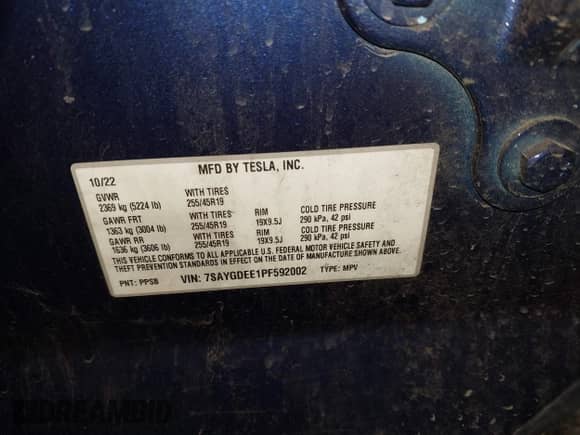 MFD BY TESLA, INC.
10/22
GVWR WITH TIRES
2369 kg (5224 lb) 255/45R19
GAWR FRT WITH TIRES RIM COLD TIRE PRESSURE
1363 kg (3004 lb) 255/45R19 19X9.5J 290 kPa, 42 psi
GAWR RR WITH TIRES RIM COLD TIRE PRESSURE
1636 kg (3606 lb) 255/45R19 19X9.5J 290 kPa, 42 psi
THIS VEHICLE CONFORMS TO ALL APPLICABLE U.S. FEDERAL MOTOR VEHICLE SAFETY AND
THEFT PREVENTION STANDARDS IN EFFECT ON THE DATE OF MANUFACTURE SHOWN ABOVE.
PNT: PPSB VIN: 7SAYGDEE1PF592002 TYPE: MPV
DREAMBID